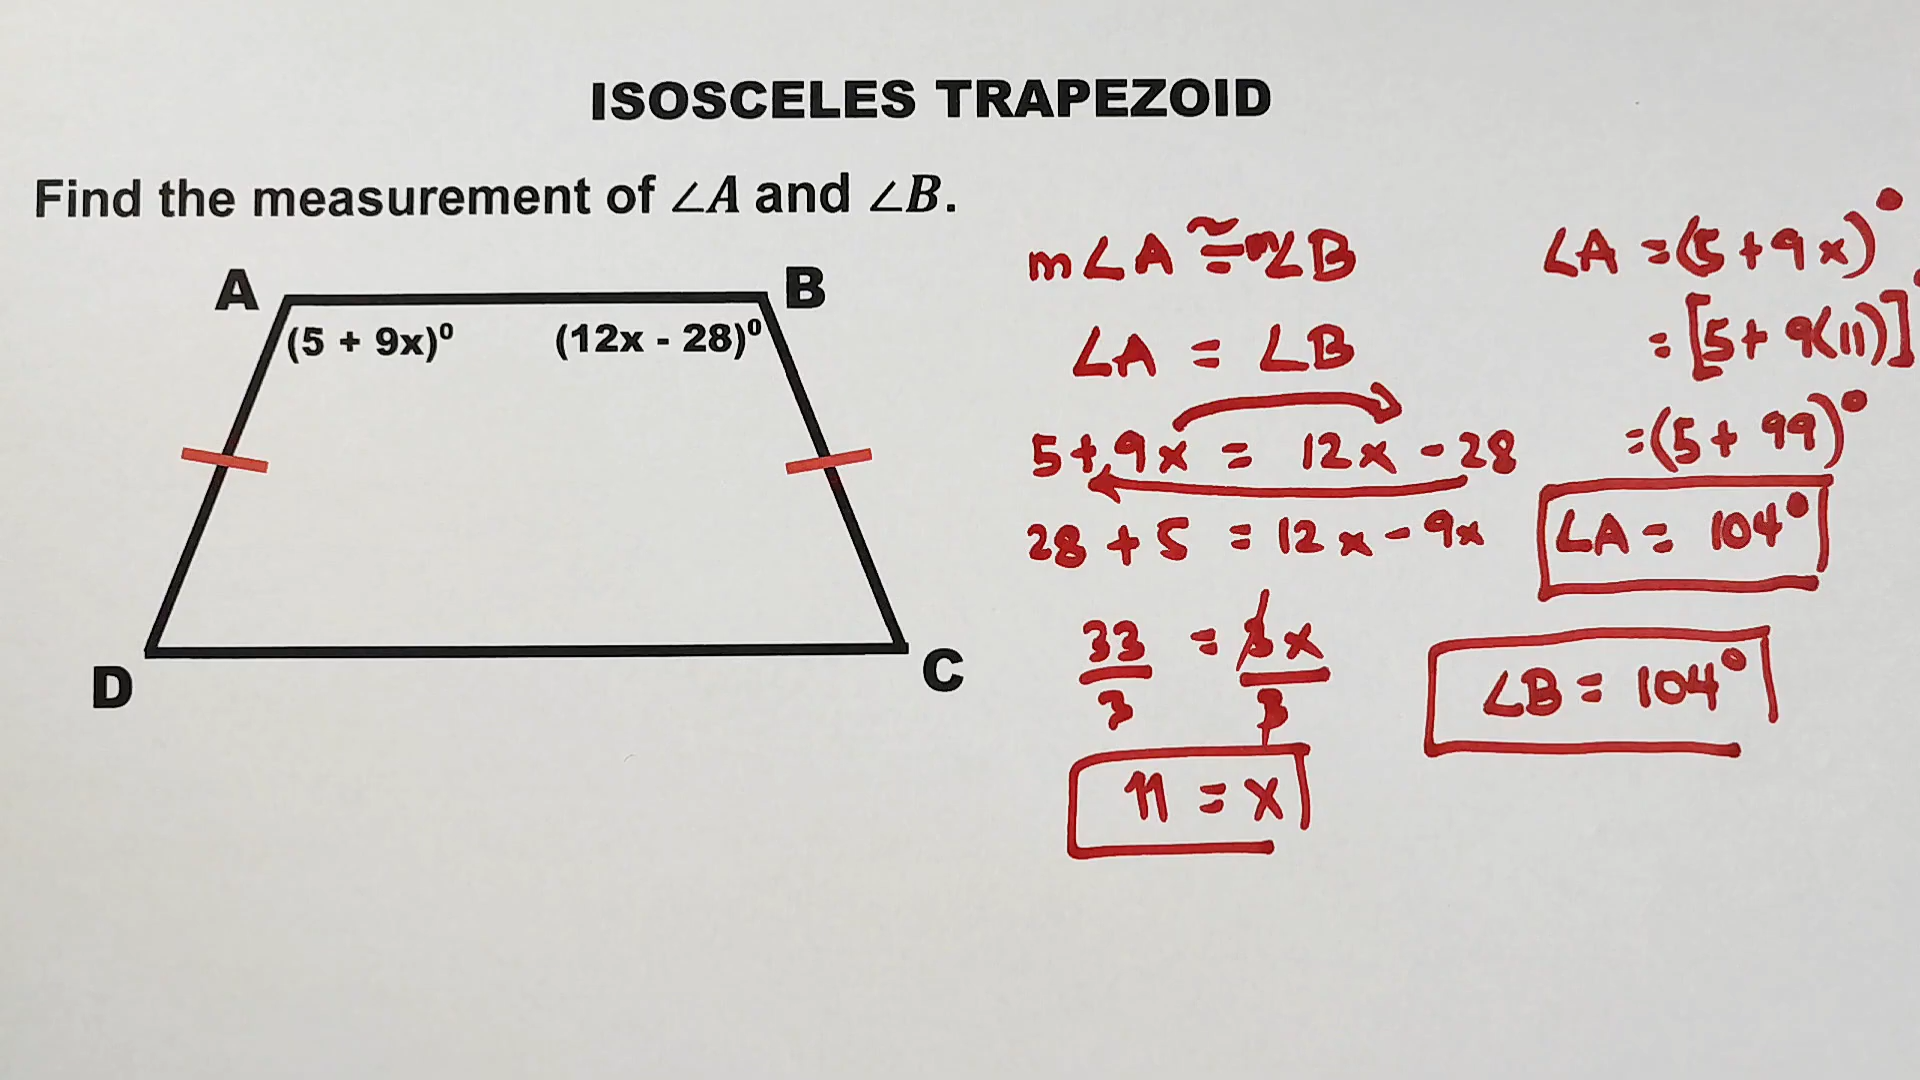 ISOSCELES TRAPEZOID
Find the measurement of ∠A and ∠B.
A
B
(5 + 9x)⁰
(12x - 28)⁰
D
C
m∠A ≅ m∠B
∠A = ∠B
5+9x = 12x - 28
28 + 5 = 12x - 9x
33/3 = 3x/3
11 = x
∠A = (5+9x)°
= [5+9(11)]°
= (5+ 99)°
∠A = 104°
∠B = 104°